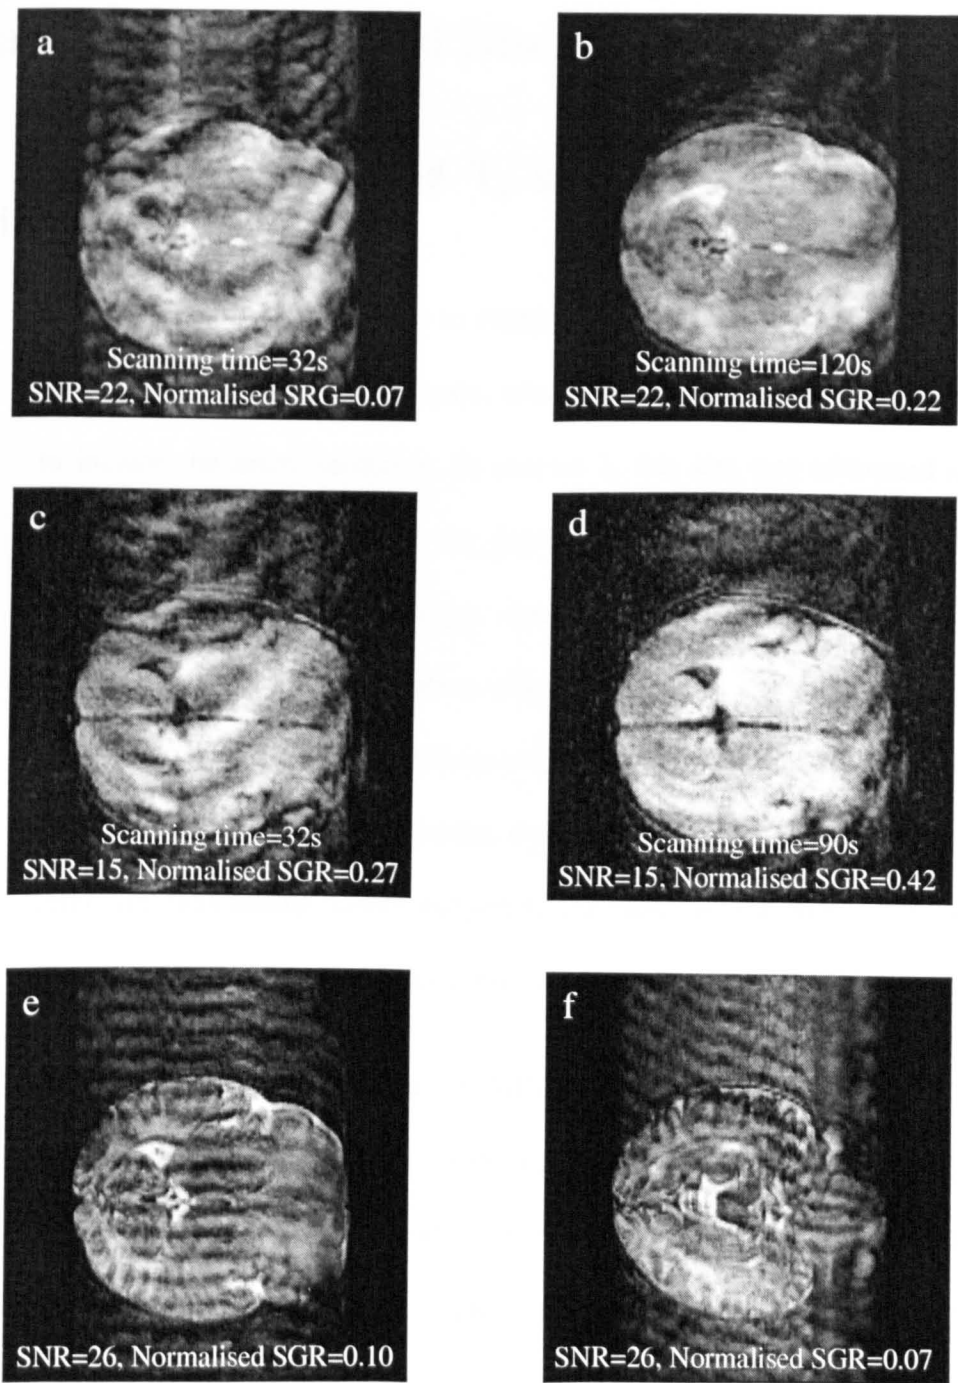 a
Scanning time=32s
SNR=22, Normalised SRG=0.07
b
Scanning time=120s
SNR=22, Normalised SGR=0.22
c
Scanning time=32s
SNR=15, Normalised SGR=0.27
d
Scanning time=90s
SNR=15, Normalised SGR=0.42
e
SNR=26, Normalised SGR=0.10
f
SNR=26, Normalised SGR=0.07